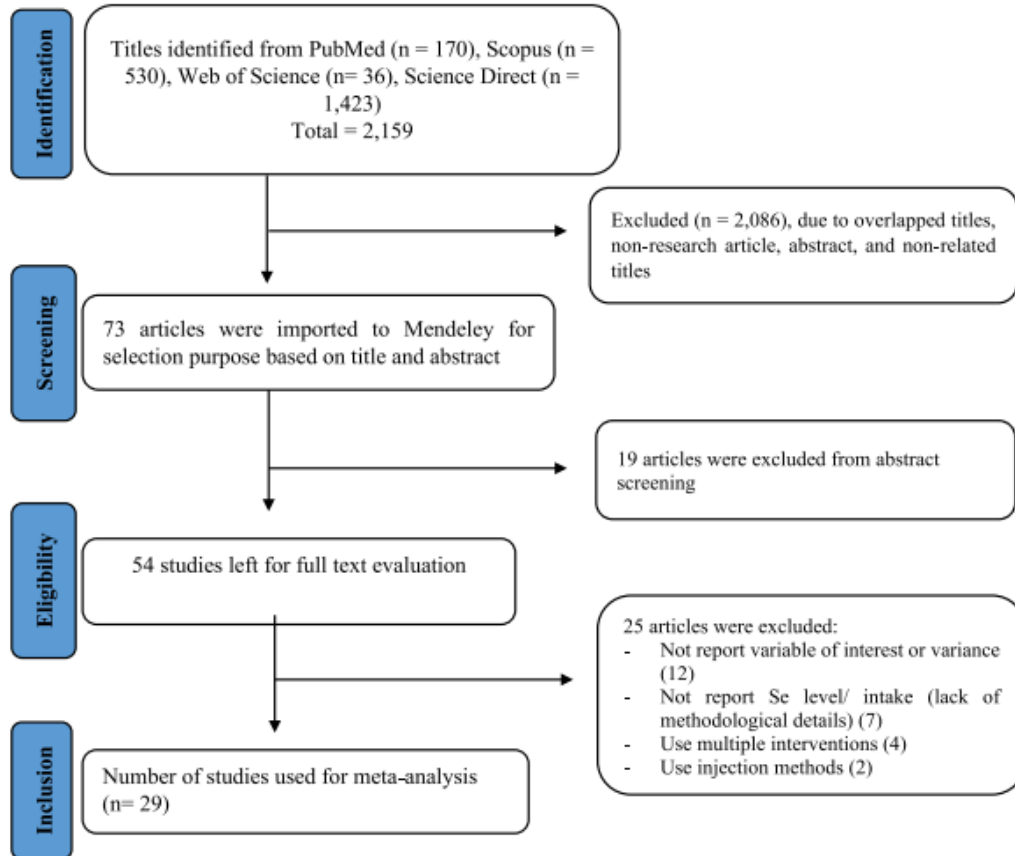 Identification
Titles identified from PubMed (n = 170), Scopus (n =
530), Web of Science (n= 36), Science Direct (n =
1,423)
Total = 2,159
Excluded (n = 2,086), due to overlapped titles,
non-research article, abstract, and non-related
titles
Screening
73 articles were imported to Mendeley for
selection purpose based on title and abstract
19 articles were excluded from abstract
screening
Eligibility
54 studies left for full text evaluation
25 articles were excluded:
- Not report variable of interest or variance
(12)
- Not report Se level/ intake (lack of
methodological details) (7)
- Use multiple interventions (4)
- Use injection methods (2)
Inclusion
Number of studies used for meta-analysis
(n= 29)